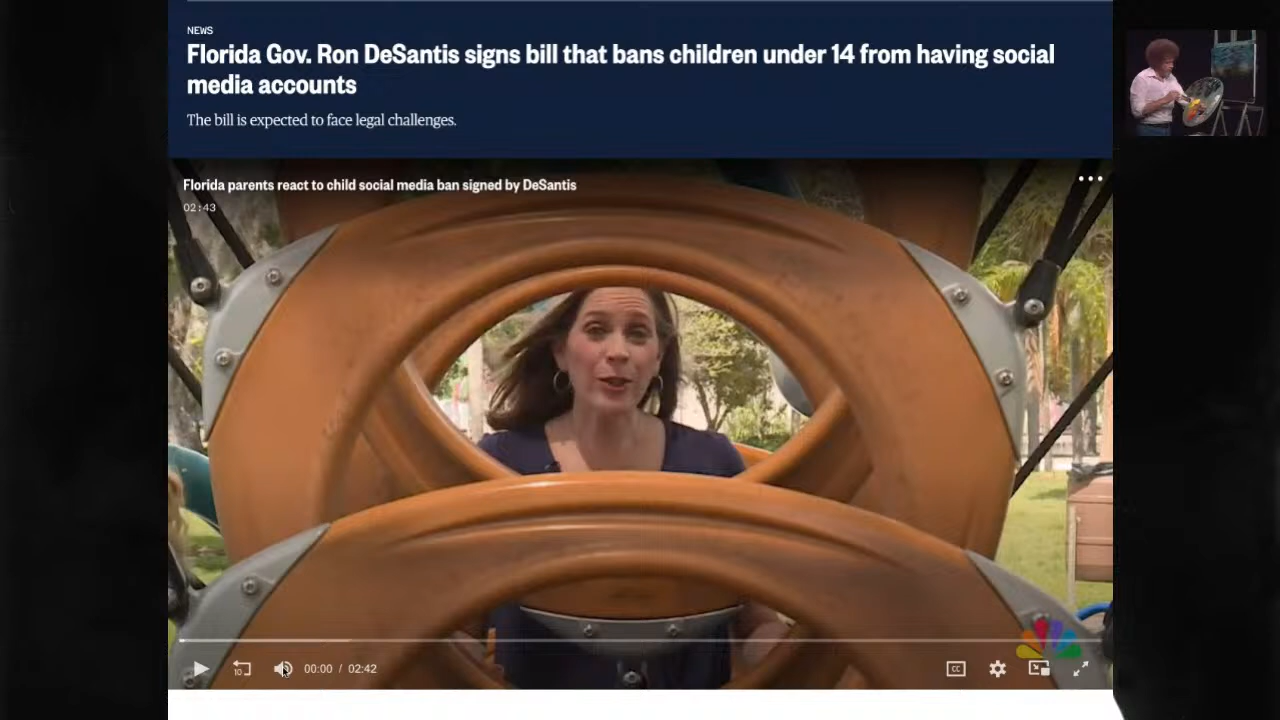 NEWS
Florida Gov. Ron DeSantis signs bill that bans children under 14 from having social
media accounts
The bill is expected to face legal challenges.
Florida parents react to child social media ban signed by DeSantis
02:43
10
00:00 / 02:42
CC